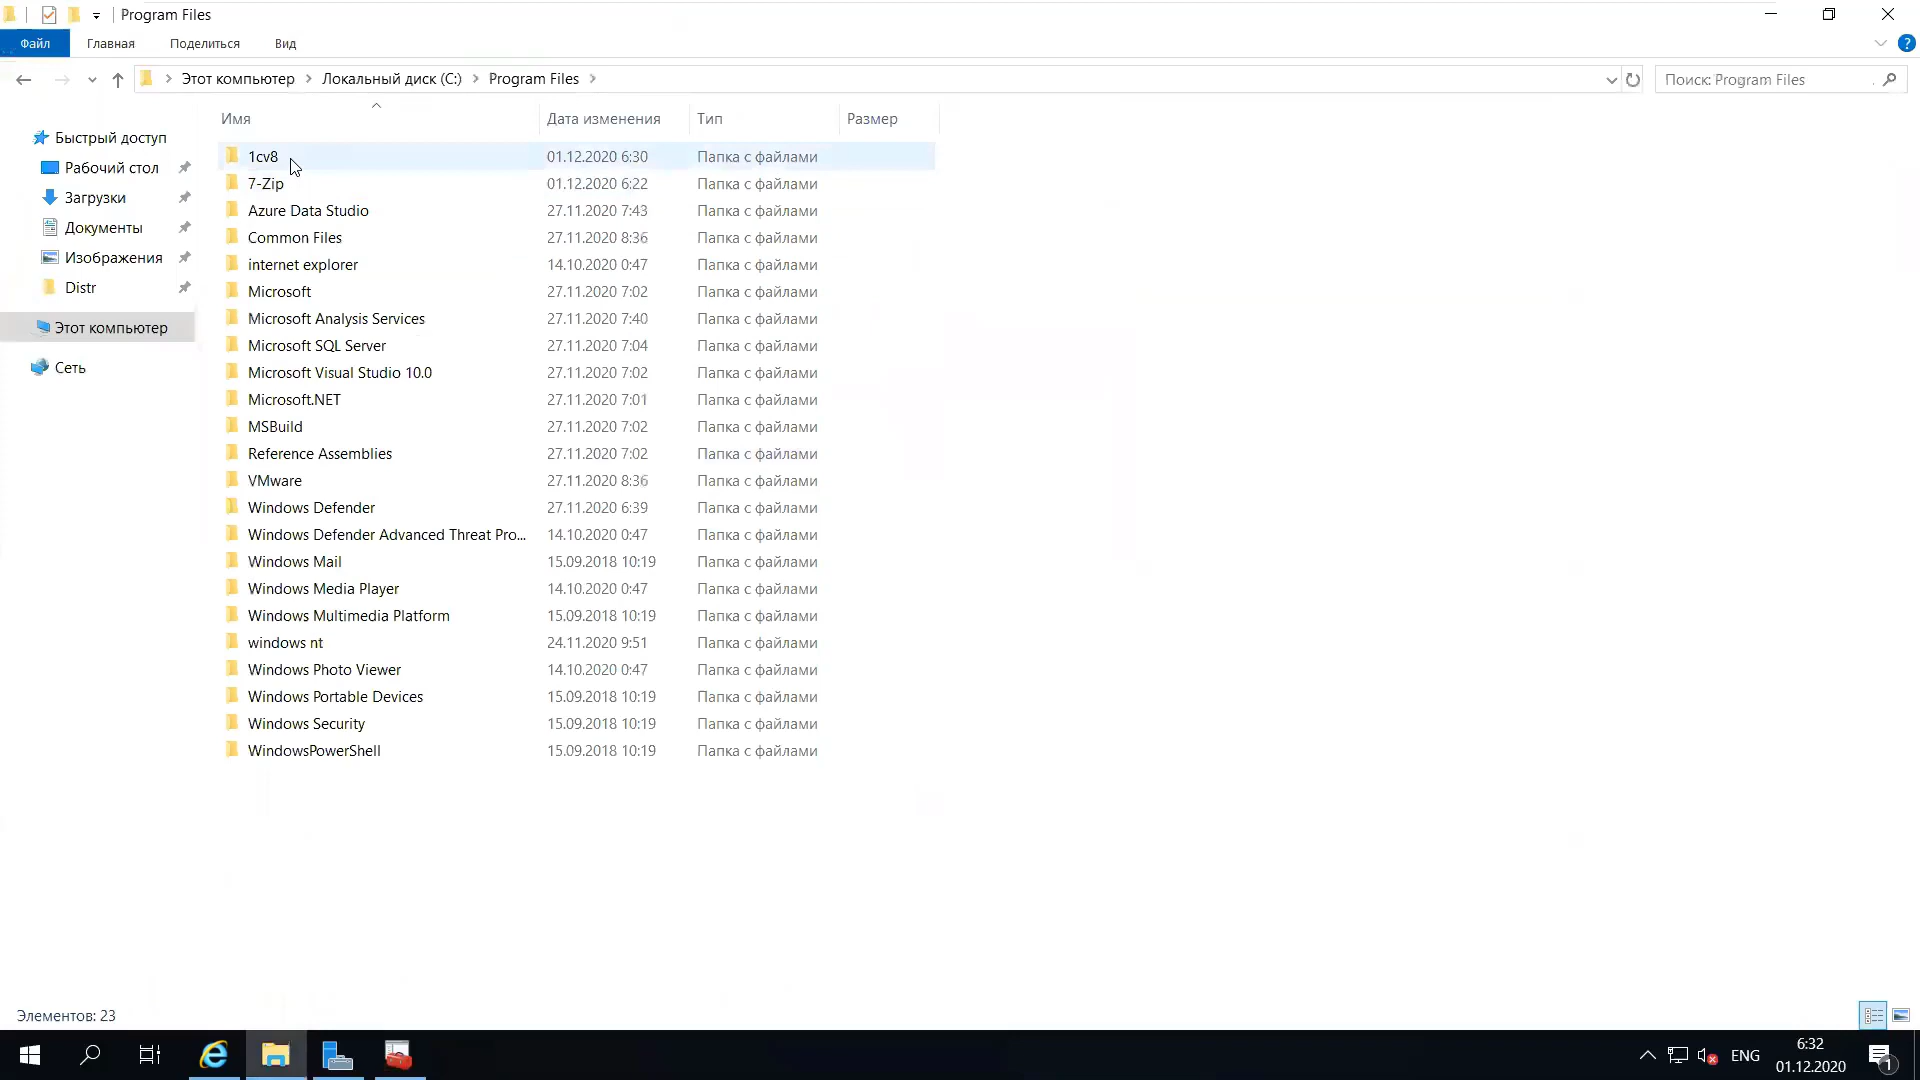 Program Files
Файл Главная Поделиться Вид
Этот компьютер Локальный диск (C:) Program Files Поиск: Program Files
Имя Дата изменения Тип Размер
Быстрый доступ
Рабочий стол
Загрузки
Документы
Изображения
Distr
Этот компьютер
Сеть
1cv8 01.12.2020 6:30 Папка с файлами
7-Zip 01.12.2020 6:22 Папка с файлами
Azure Data Studio 27.11.2020 7:43 Папка с файлами
Common Files 27.11.2020 8:36 Папка с файлами
internet explorer 14.10.2020 0:47 Папка с файлами
Microsoft 27.11.2020 7:02 Папка с файлами
Microsoft Analysis Services 27.11.2020 7:40 Папка с файлами
Microsoft SQL Server 27.11.2020 7:04 Папка с файлами
Microsoft Visual Studio 10.0 27.11.2020 7:02 Папка с файлами
Microsoft.NET 27.11.2020 7:01 Папка с файлами
MSBuild 27.11.2020 7:02 Папка с файлами
Reference Assemblies 27.11.2020 7:02 Папка с файлами
VMware 27.11.2020 8:36 Папка с файлами
Windows Defender 27.11.2020 6:39 Папка с файлами
Windows Defender Advanced Threat Pro... 14.10.2020 0:47 Папка с файлами
Windows Mail 15.09.2018 10:19 Папка с файлами
Windows Media Player 14.10.2020 0:47 Папка с файлами
Windows Multimedia Platform 15.09.2018 10:19 Папка с файлами
windows nt 24.11.2020 9:51 Папка с файлами
Windows Photo Viewer 14.10.2020 0:47 Папка с файлами
Windows Portable Devices 15.09.2018 10:19 Папка с файлами
Windows Security 15.09.2018 10:19 Папка с файлами
WindowsPowerShell 15.09.2018 10:19 Папка с файлами
Элементов: 23
ENG
6:32
01.12.2020
1